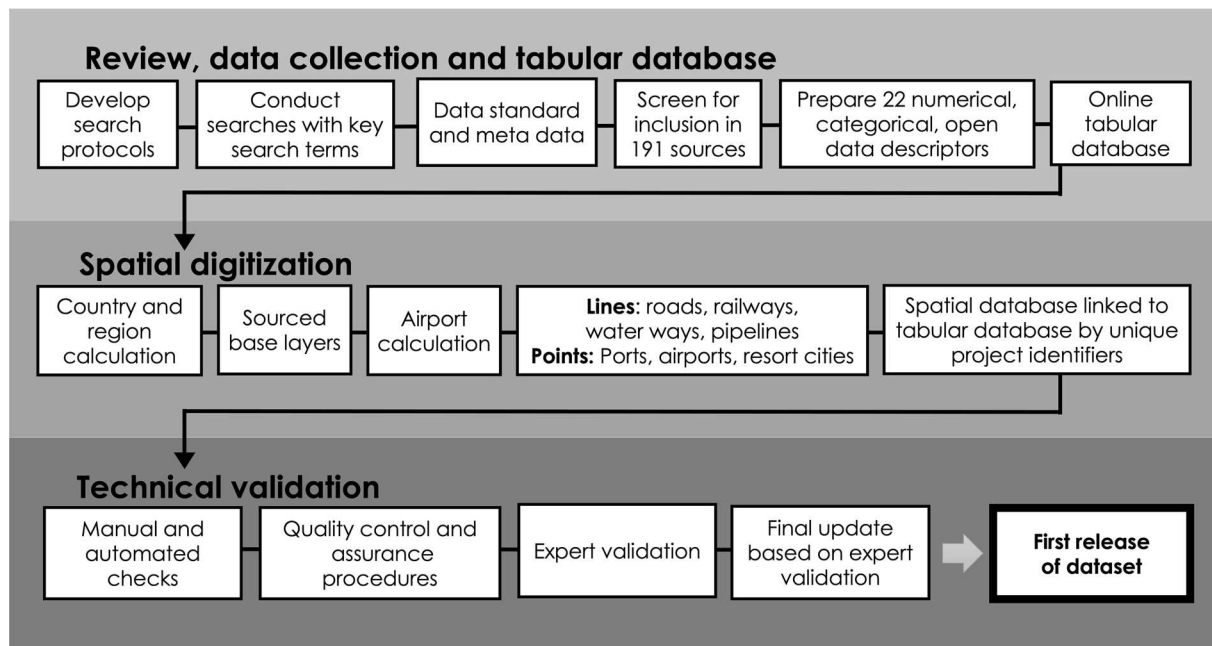 Review, data collection and tabular database
Develop
search
protocols
Conduct
searches with key
search terms
Data standard
and meta data
Screen for
inclusion in
191 sources
Prepare 22 numerical,
categorical, open
data descriptors
Online
tabular
database
Spatial digitization
Country and
region
calculation
Sourced
base layers
Airport
calculation
Lines: roads, railways,
water ways, pipelines
Points: Ports, airports, resort cities
Spatial database linked to
tabular database by unique
project identifiers
Technical validation
Manual and
automated
checks
Quality control and
assurance
procedures
Expert validation
Final update
based on expert
validation
First release
of dataset